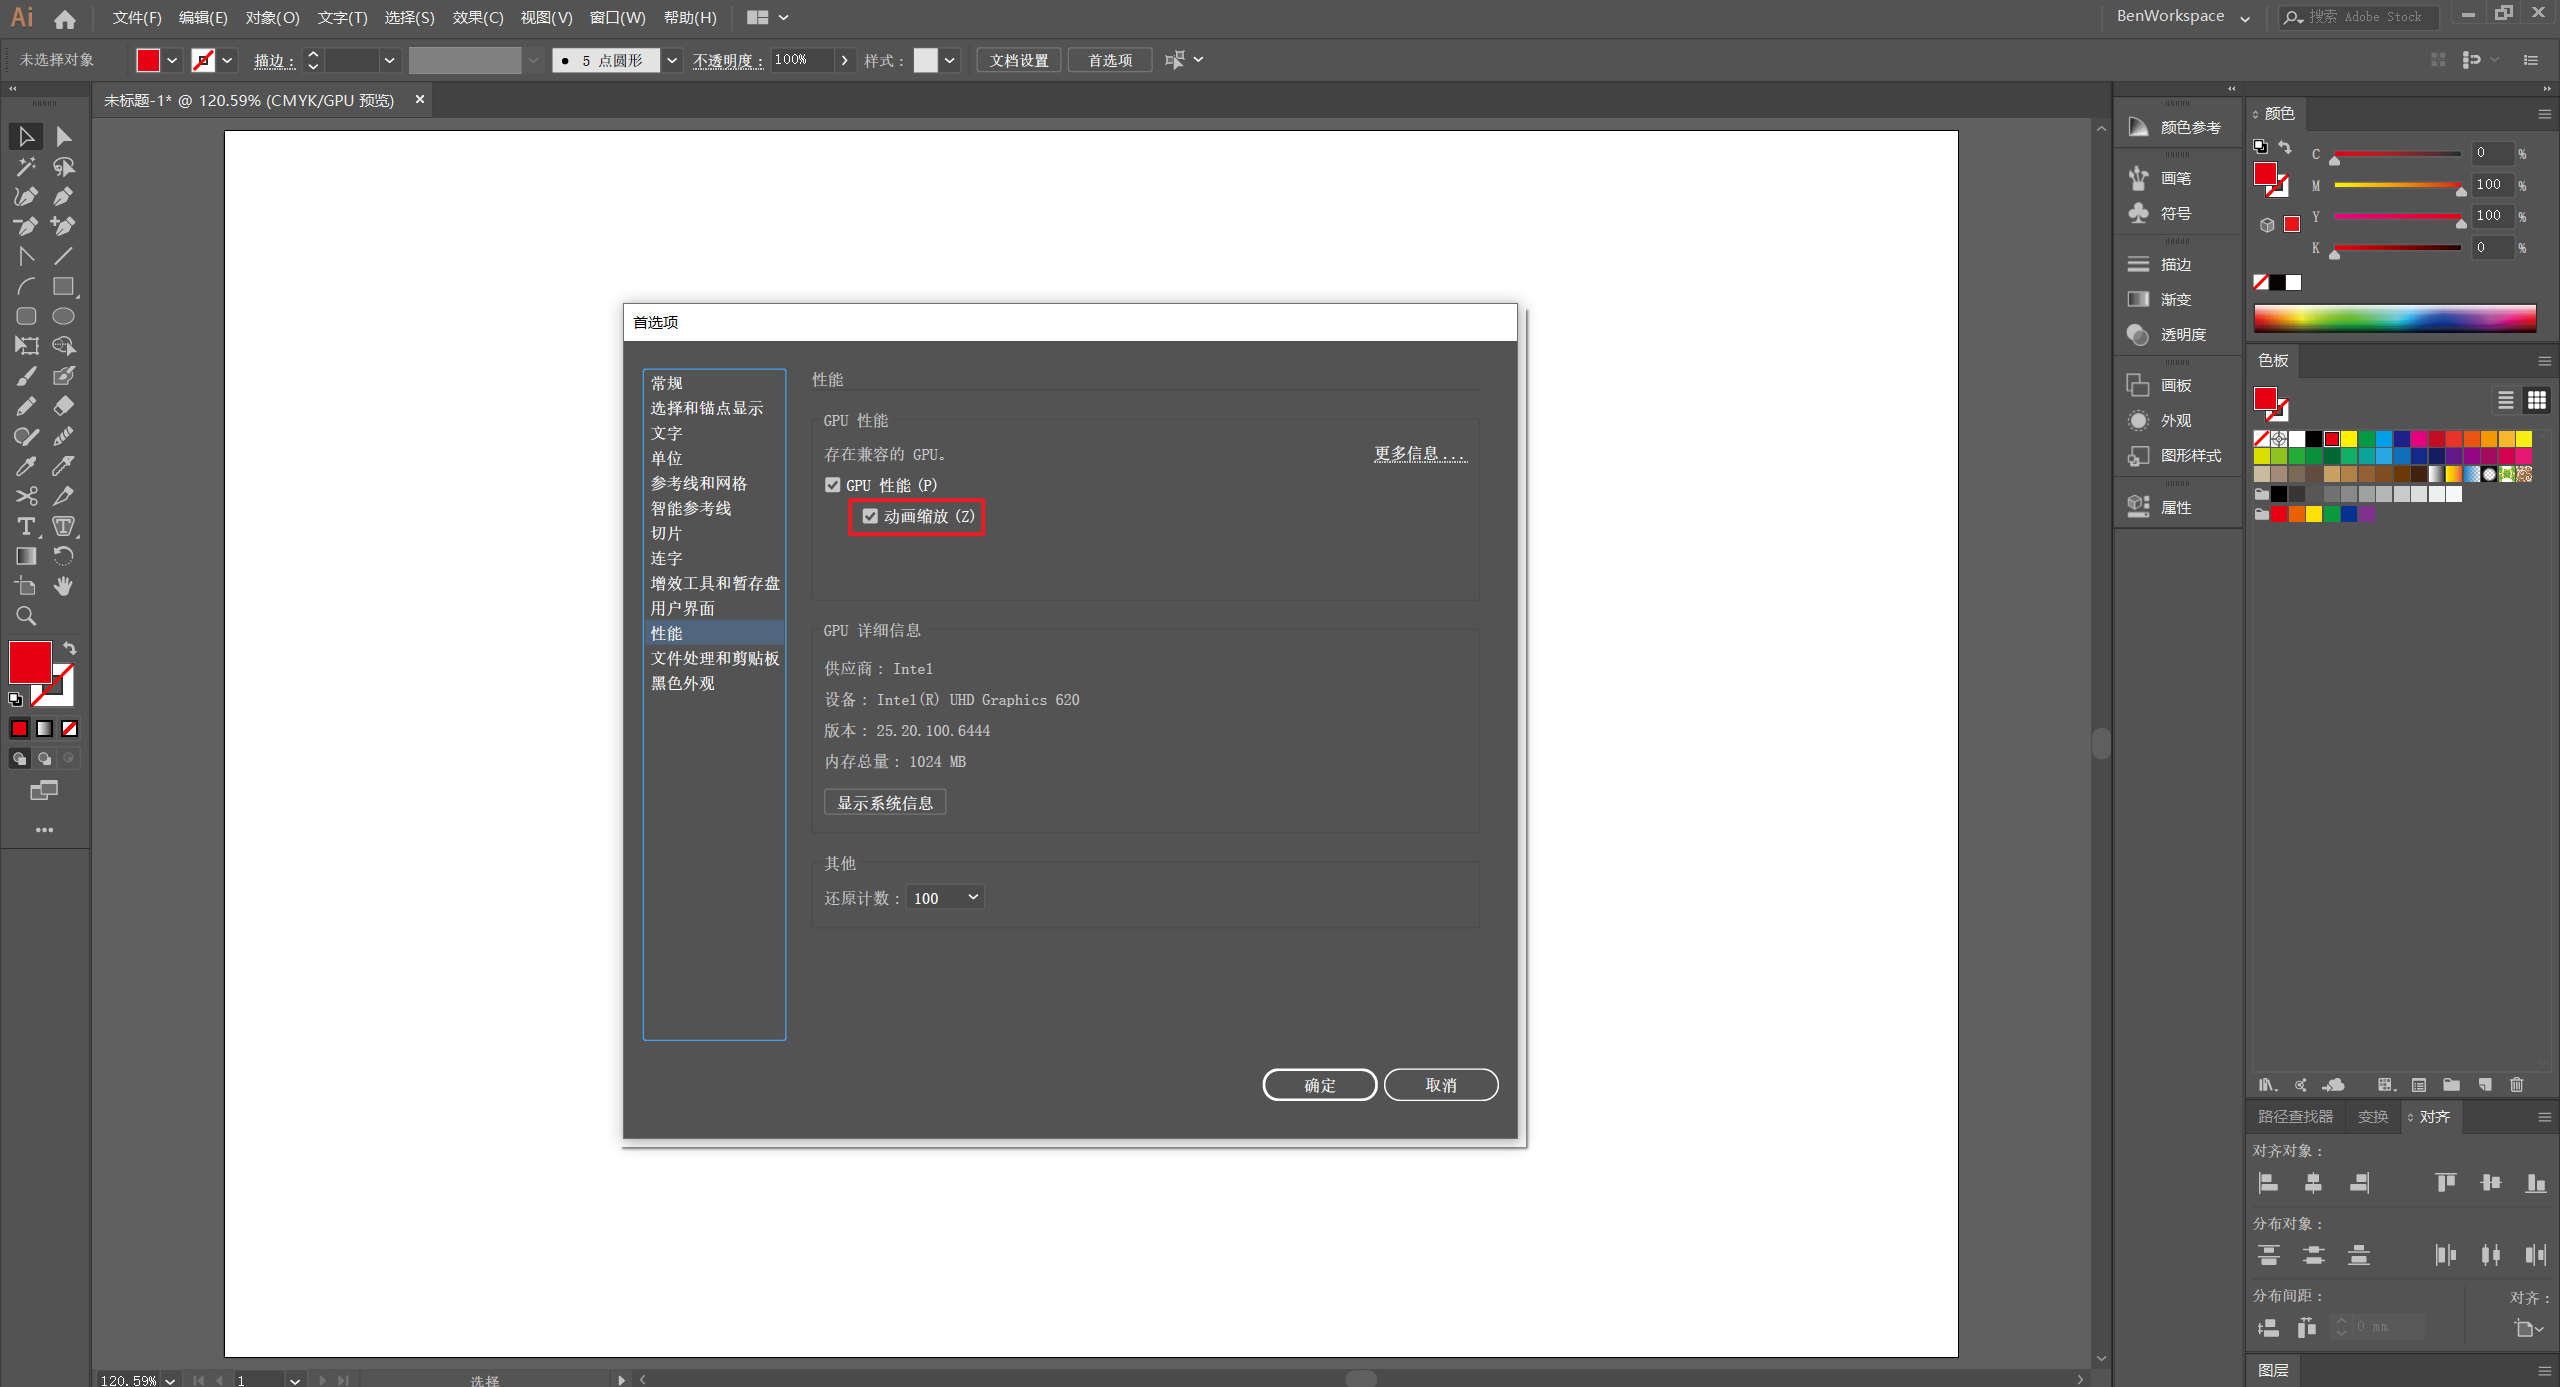 Ai 文件(F) 编辑(E) 对象(O) 文字(T) 选择(S) 效果(C) 视图(V) 窗口(W) 帮助(H) BenWorkspace 搜索 Adobe Stock
未选择对象 描边: 5 点圆形 不透明度: 100% 样式: 文档设置 首选项
未标题-1* @ 120.59% (CMYK/GPU 预览) ×
首选项
常规
选择和锚点显示
文字
单位
参考线和网格
智能参考线
切片
连字
增效工具和暂存盘
用户界面
性能
文件处理和剪贴板
黑色外观
性能
GPU 性能
存在兼容的 GPU。 更多信息...
GPU 性能(P)
动画缩放(Z)
GPU 详细信息
供应商: Intel
设备: Intel(R) UHD Graphics 620
版本: 25.20.100.6444
内存总量: 1024 MB
显示系统信息
其他
还原计数: 100
确定 取消
颜色参考
画笔
符号
描边
渐变
透明度
画板
外观
图形样式
属性
颜色
C 0 %
M 100 %
Y 100 %
K 0 %
色板
路径查找器 变换 对齐
对齐对象:
分布对象:
分布间距: 对齐:
0 mm
图层
120.59% 1 选择